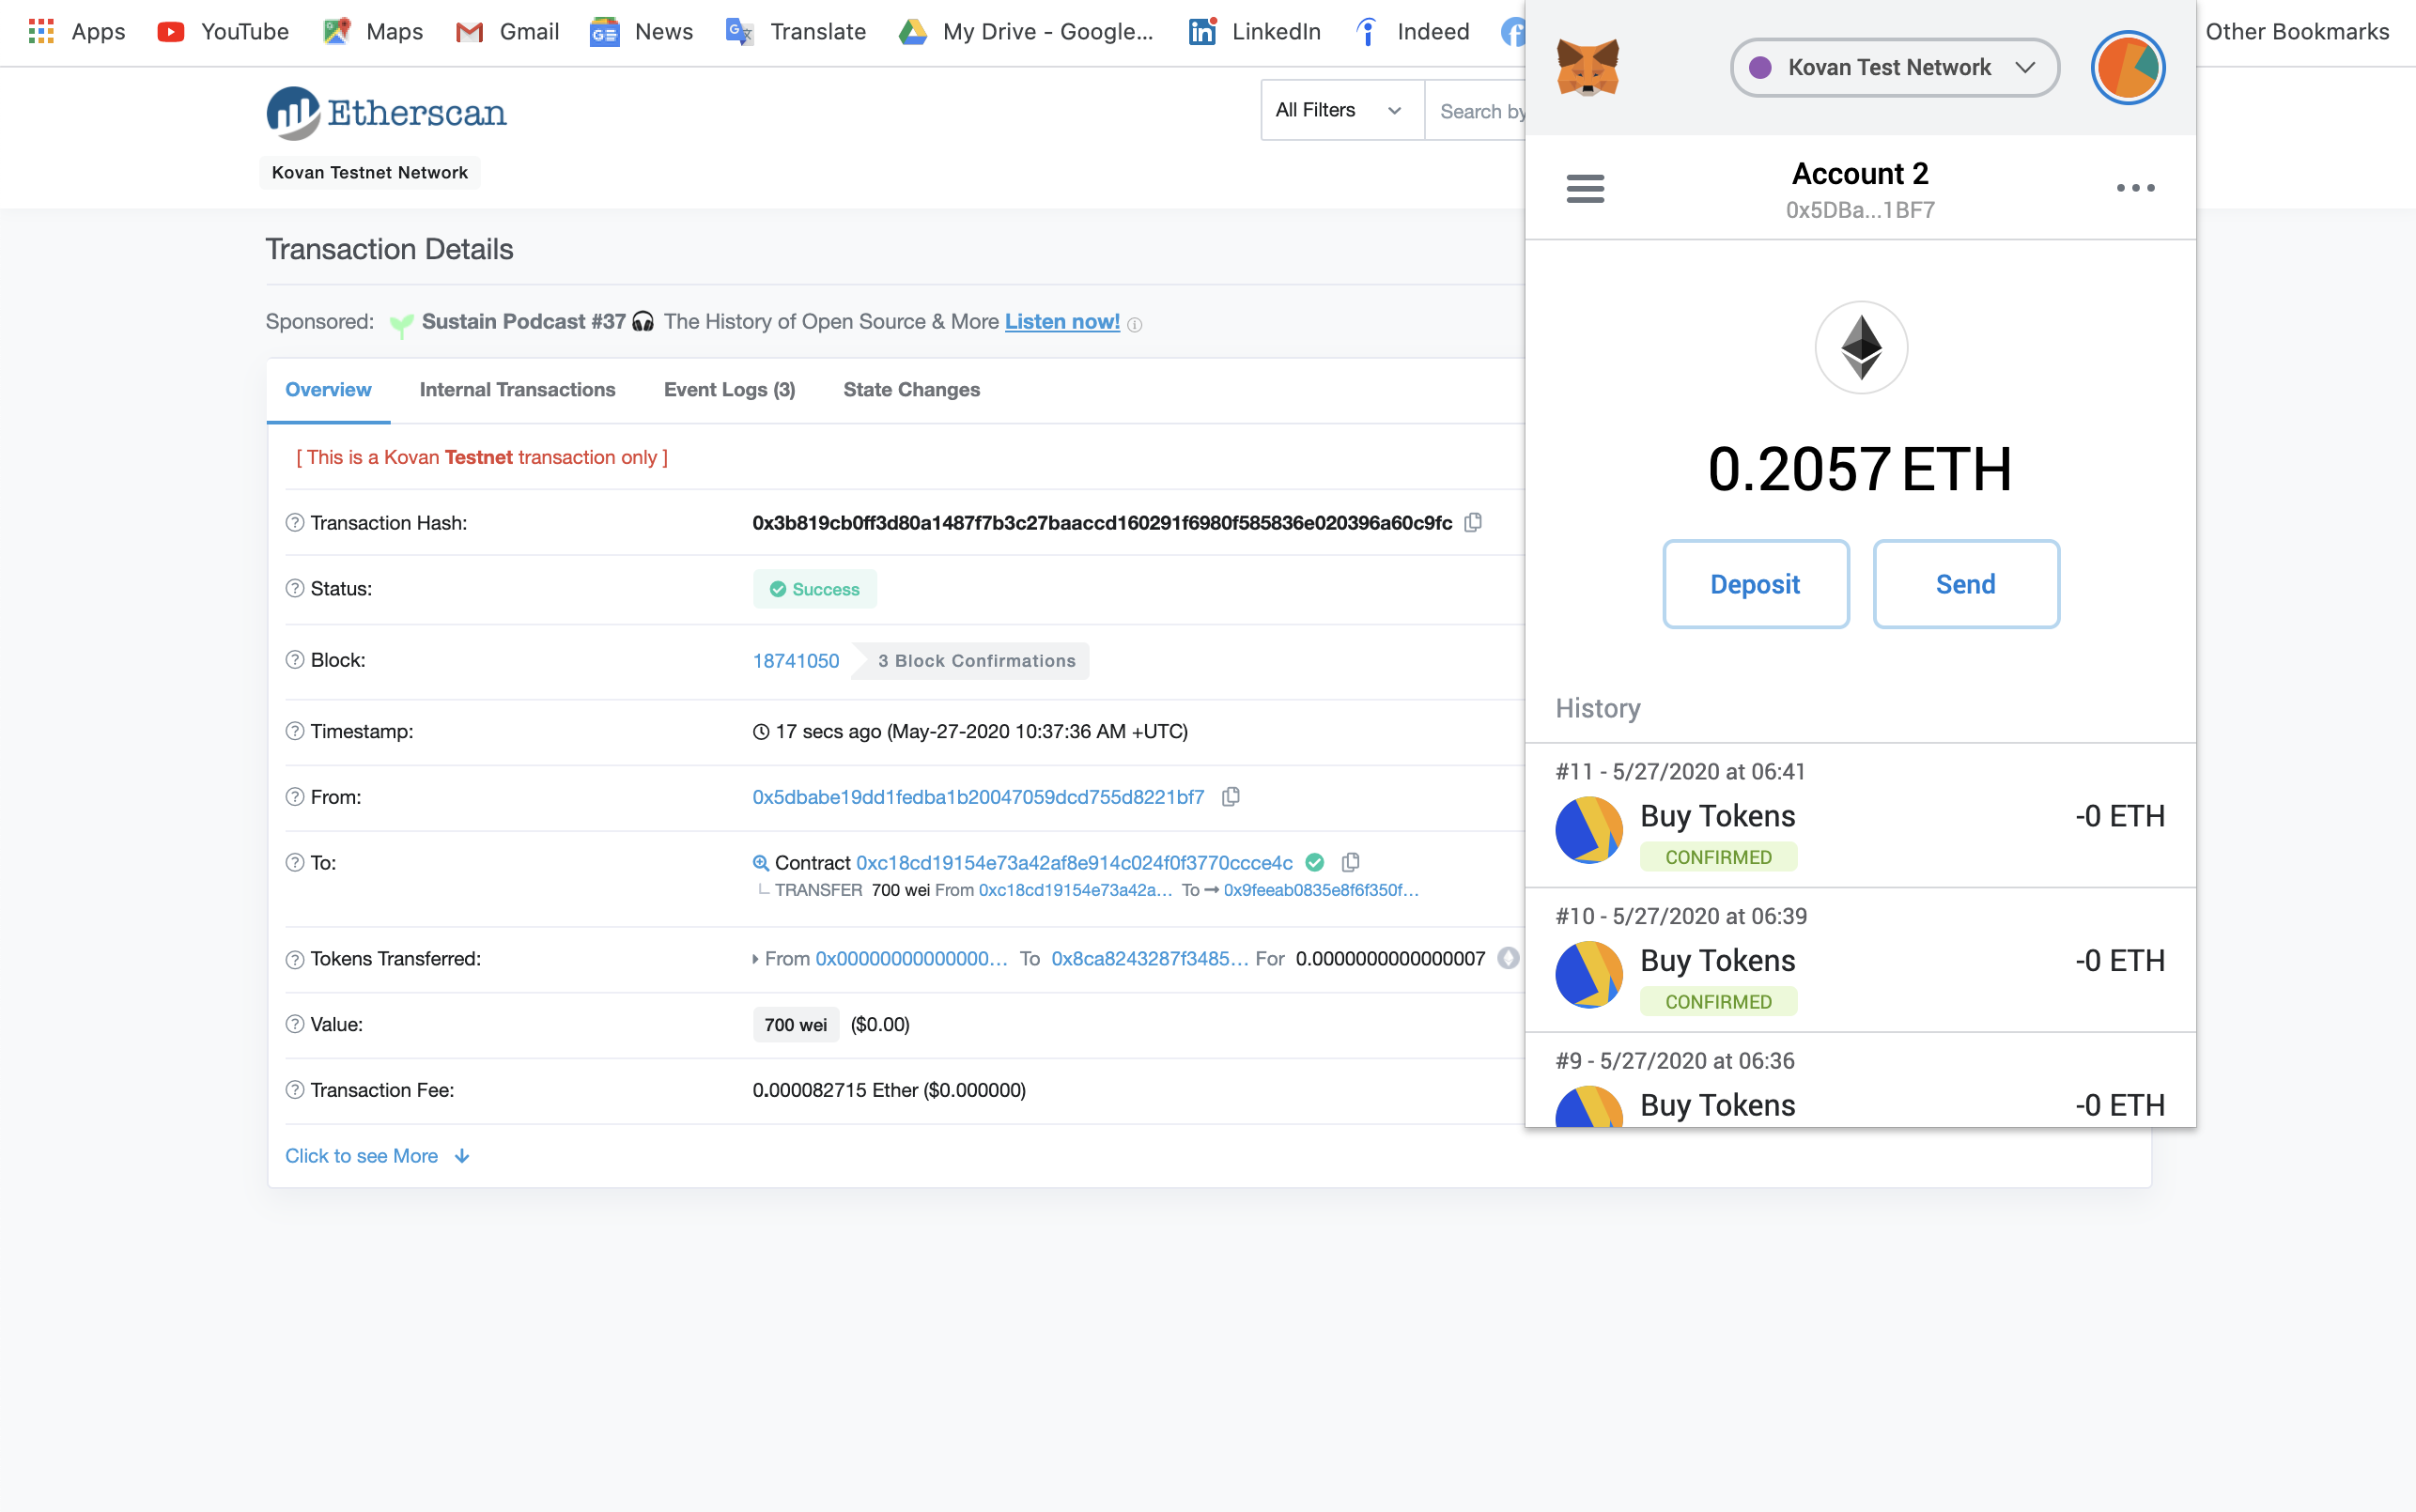 Apps YouTube Maps Gmail News Translate My Drive - Google... LinkedIn Indeed Other Bookmarks
Etherscan
Kovan Testnet Network
All Filters Search by
Transaction Details
Sponsored: Sustain Podcast #37 The History of Open Source & More Listen now!
Overview Internal Transactions Event Logs (3) State Changes
[ This is a Kovan Testnet transaction only ]
Transaction Hash: 0x3b819cb0ff3d80a1487f7b3c27baaccd160291f6980f585836e020396a60c9fc
Status: Success
Block: 18741050 3 Block Confirmations
Timestamp: 17 secs ago (May-27-2020 10:37:36 AM +UTC)
From: 0x5dbabe19dd1fedba1b20047059dcd755d8221bf7
To: Contract 0xc18cd19154e73a42af8e914c024f0f3770ccce4c
TRANSFER 700 wei From 0xc18cd19154e73a42a... To 0x9feeab0835e8f6f350f...
Tokens Transferred: From 0x00000000000000... To 0x8ca8243287f3485... For 0.0000000000000007
Value: 700 wei ($0.00)
Transaction Fee: 0.000082715 Ether ($0.000000)
Click to see More
Kovan Test Network
Account 2
0x5DBa...1BF7
0.2057 ETH
Deposit Send
History
#11 - 5/27/2020 at 06:41
Buy Tokens -0 ETH
CONFIRMED
#10 - 5/27/2020 at 06:39
Buy Tokens -0 ETH
CONFIRMED
#9 - 5/27/2020 at 06:36
Buy Tokens -0 ETH